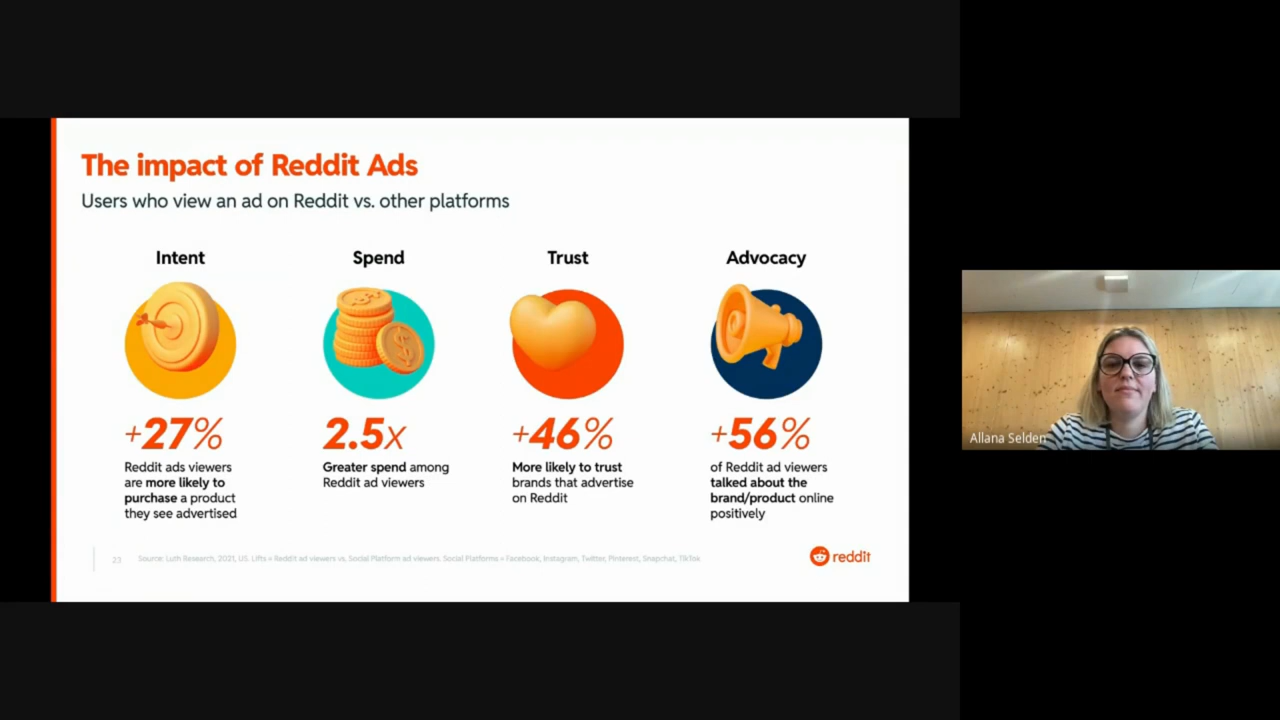 The impact of Reddit Ads
Users who view an ad on Reddit vs. other platforms
Intent
+27%
Reddit ads viewers
are more likely to
purchase a product
they see advertised
Spend
2.5x
Greater spend among
Reddit ad viewers
Trust
+46%
More likely to trust
brands that advertise
on Reddit
Advocacy
+56%
of Reddit ad viewers
talked about the
brand/product online
positively
23
Source: Luth Research, 2021, US. Lifts = Reddit ad viewers vs. Social Platform ad viewers. Social Platforms = Facebook, Instagram, Twitter, Pinterest, Snapchat, TikTok
reddit
Allana Selden